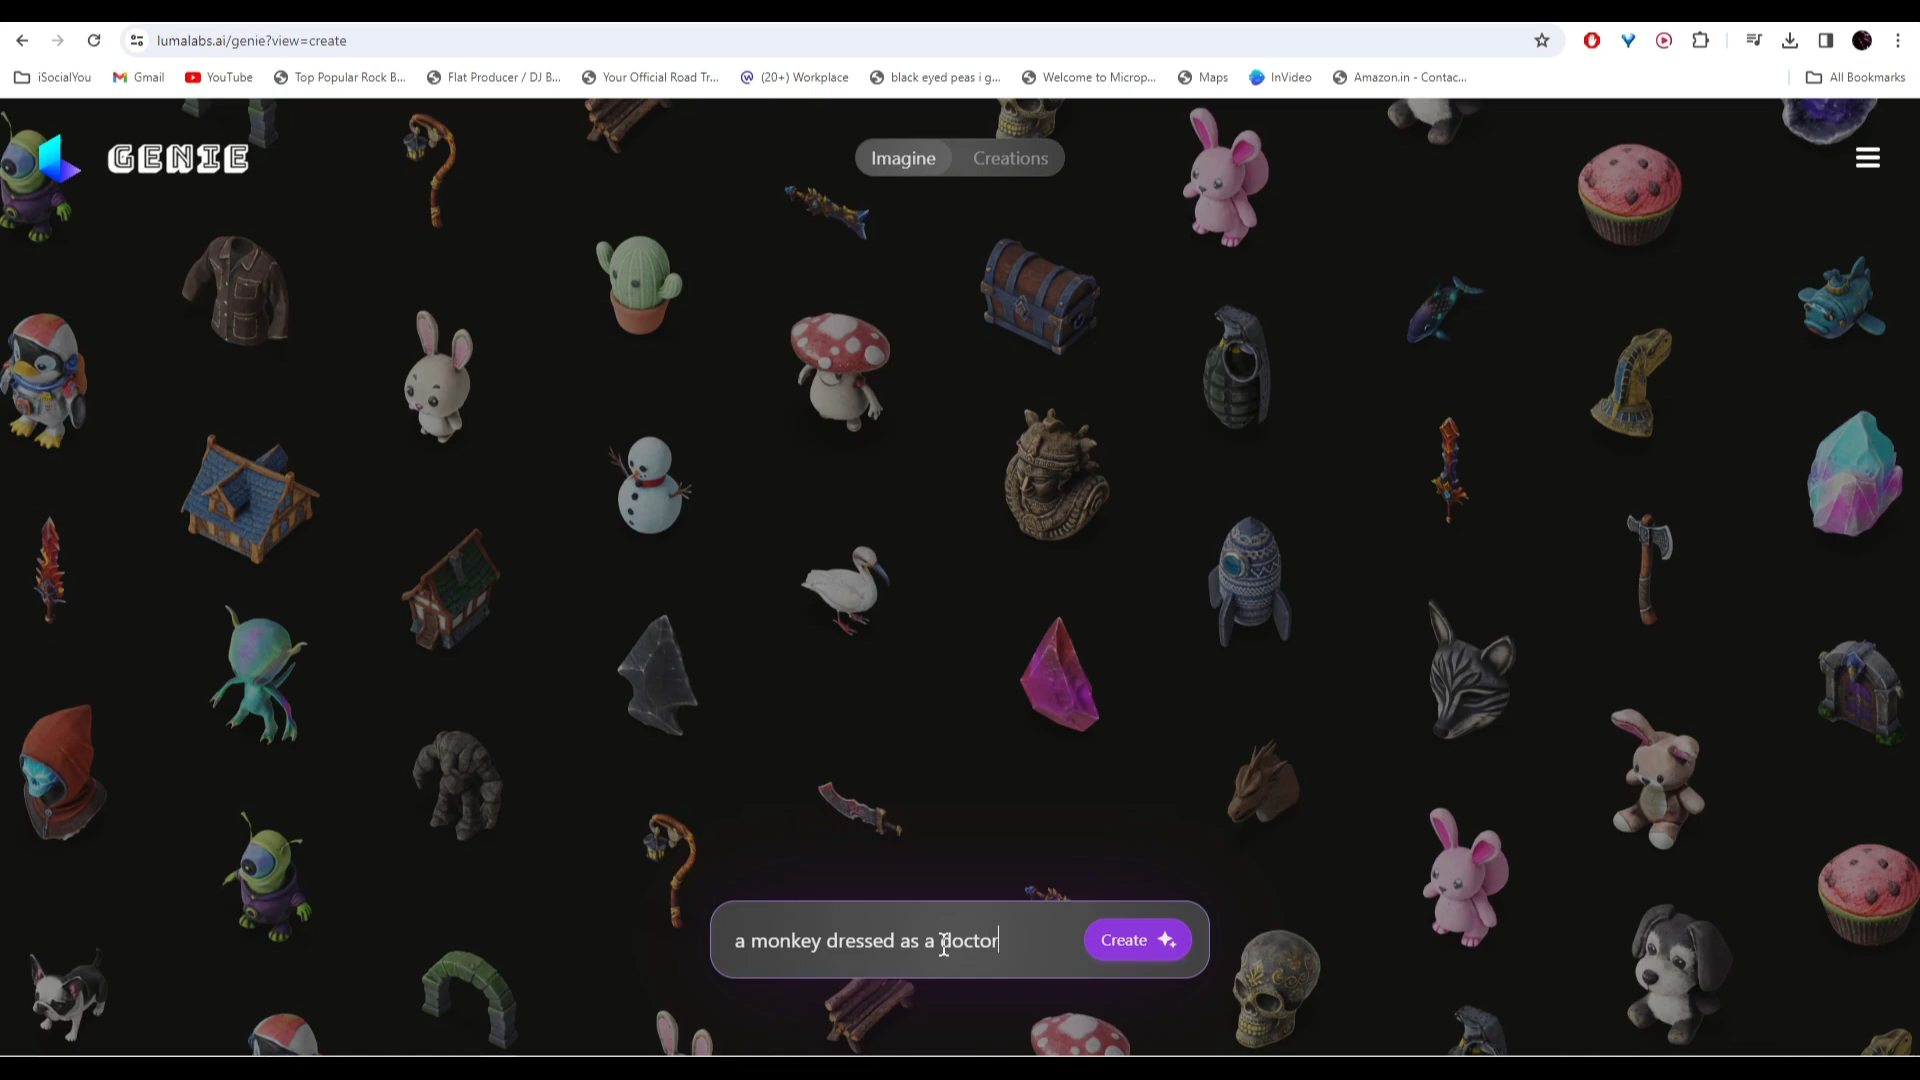 lumalabs.ai/genie?view=create
iSocialYou
Gmail
YouTube
Top Popular Rock B...
Flat Producer / DJ B...
Your Official Road Tr...
(20+) Workplace
black eyed peas i g...
Welcome to Microp...
Maps
InVideo
Amazon.in - Contac...
All Bookmarks
GENIE
Imagine
Creations
a monkey dressed as a doctor
Create